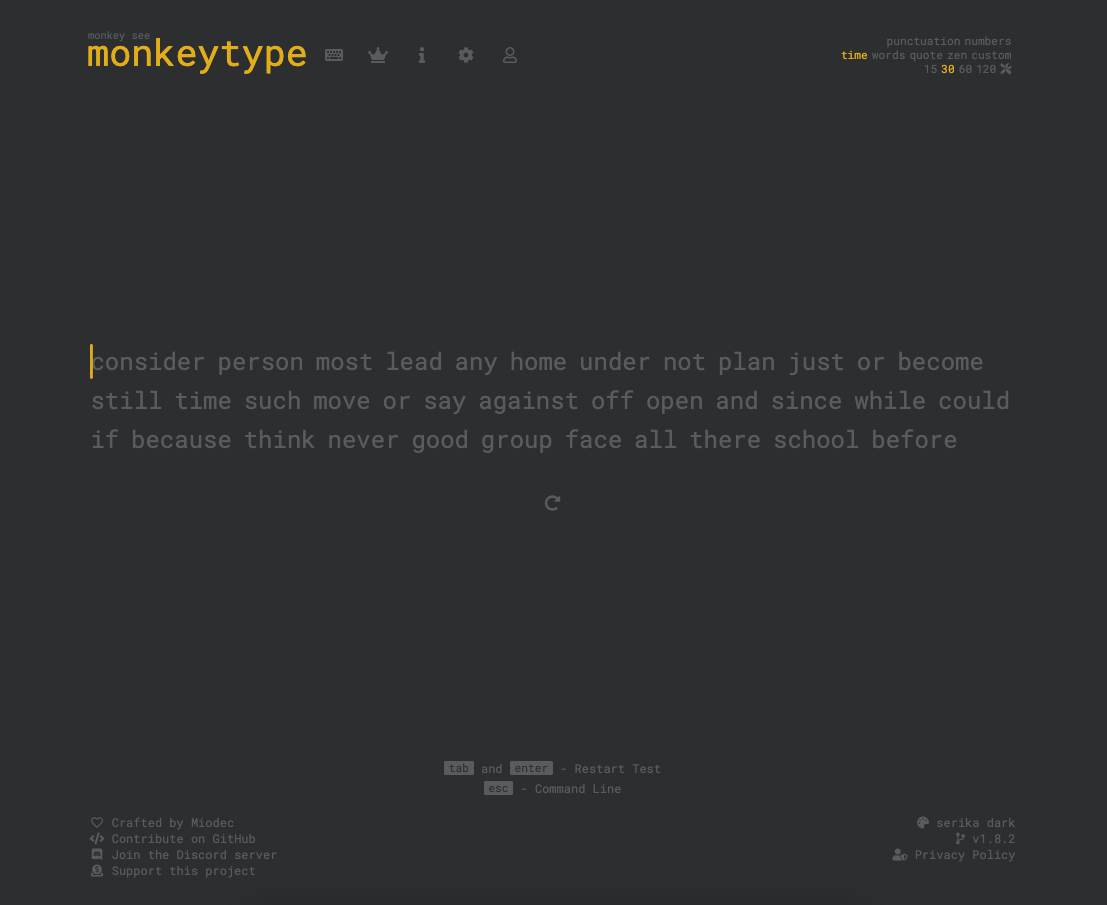 monkey see
monkeytype
punctuation numbers
time words quote zen custom
15 30 60 120
consider person most lead any home under not plan just or become
still time such move or say against off open and since while could
if because think never good group face all there school before
tab and enter - Restart Test
esc - Command Line
Crafted by Miodec
Contribute on GitHub
Join the Discord server
Support this project
serika dark
v1.8.2
Privacy Policy